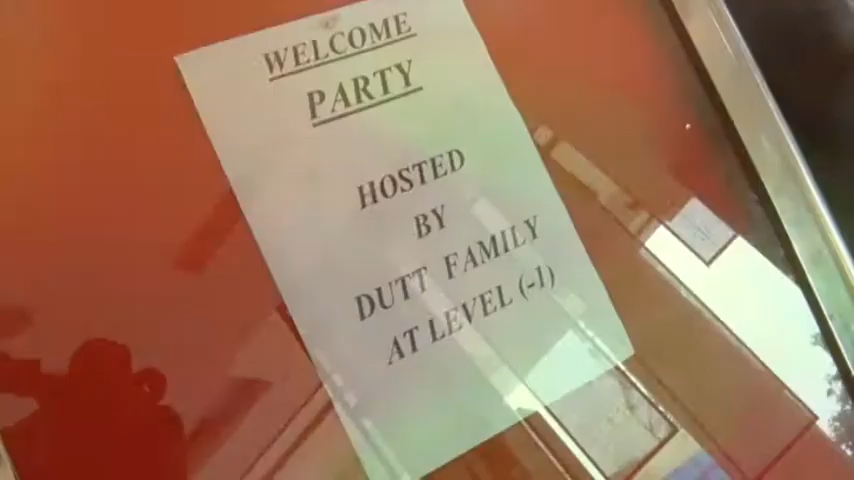 WELCOME
PARTY
HOSTED
BY
DUTT FAMILY
AT LEVEL (-1)